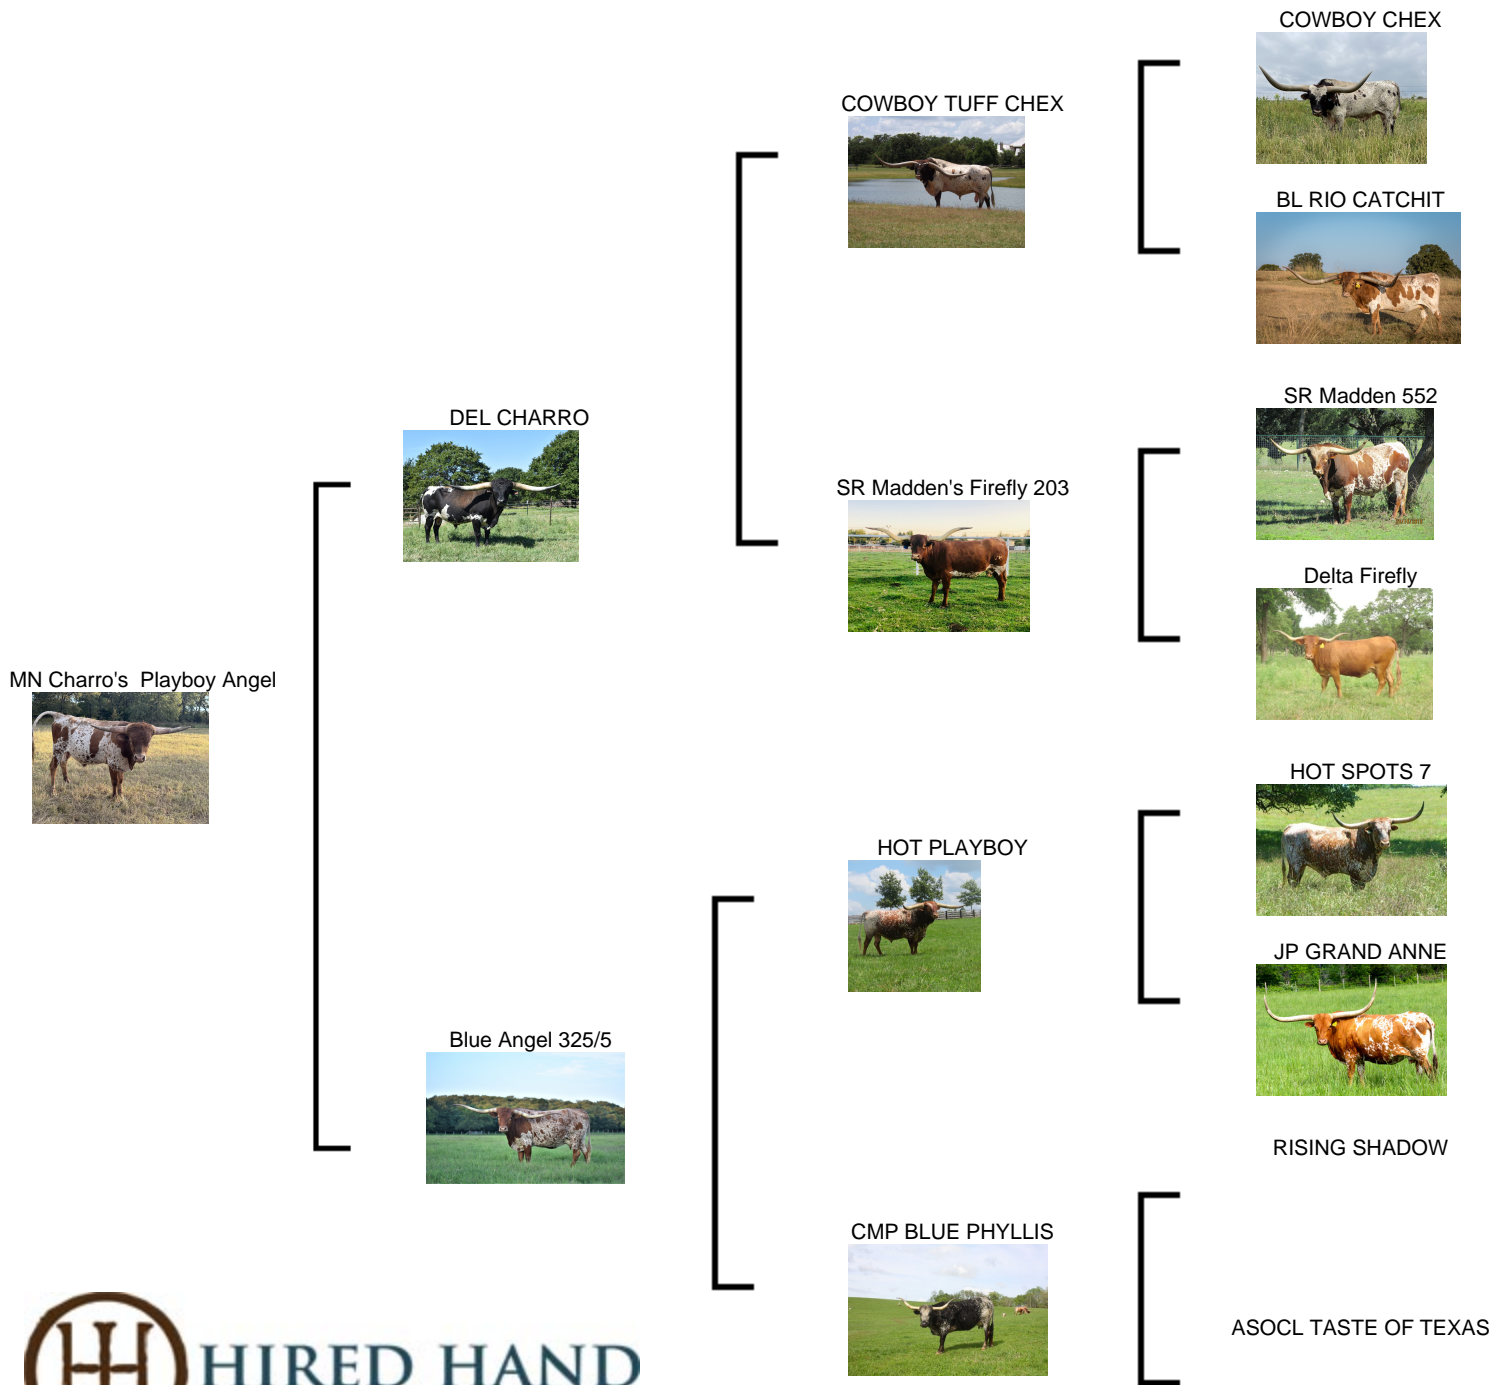 COWBOY CHEX
COWBOY TUFF CHEX
BL RIO CATCHIT
SR Madden 552
DEL CHARRO
SR Madden's Firefly 203
Delta Firefly
MN Charro's  Playboy Angel
HOT SPOTS 7
HOT PLAYBOY
JP GRAND ANNE
Blue Angel 325/5
RISING SHADOW
CMP BLUE PHYLLIS
ASOCL TASTE OF TEXAS
HIRED HAND